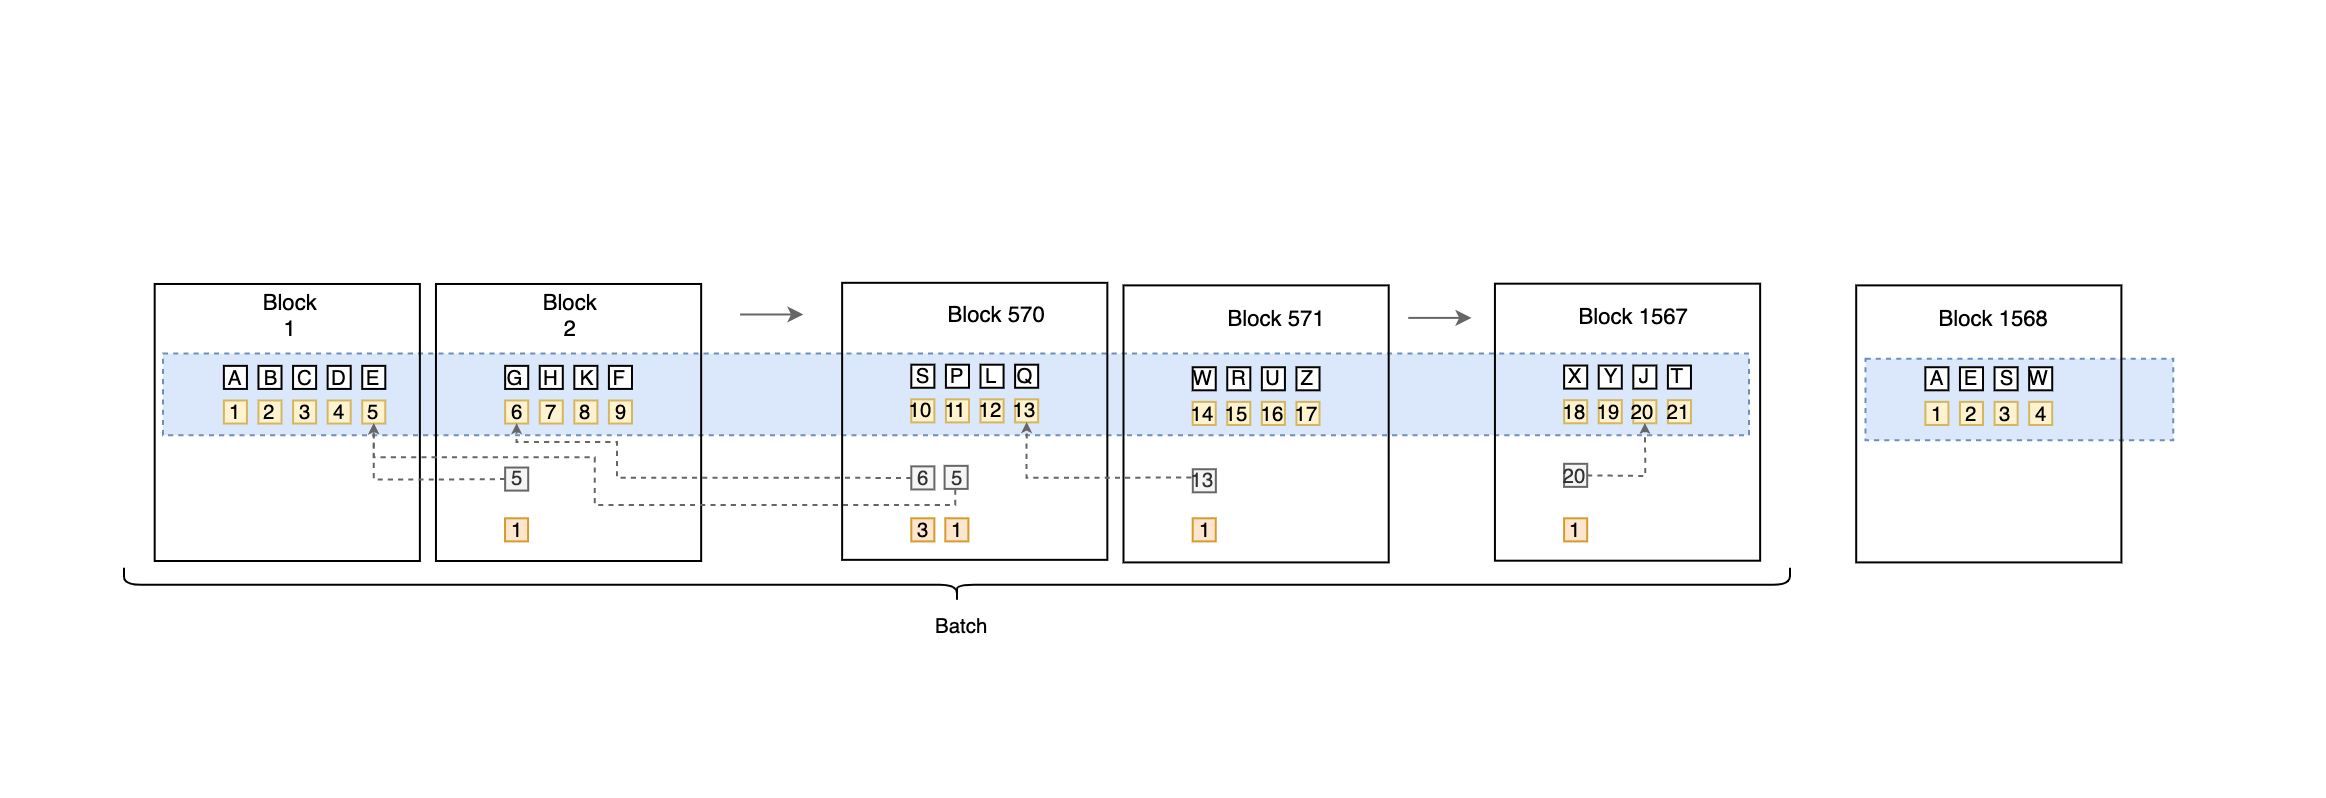 Block
1
A B C D E
1 2 3 4 5
Block
2
G H K F
6 7 8 9
5
1
Block 570
S P L Q
10 11 12 13
6 5
3 1
Block 571
W R U Z
14 15 16 17
13
1
Block 1567
X Y J T
18 19 20 21
20
1
Block 1568
A E S W
1 2 3 4
Batch